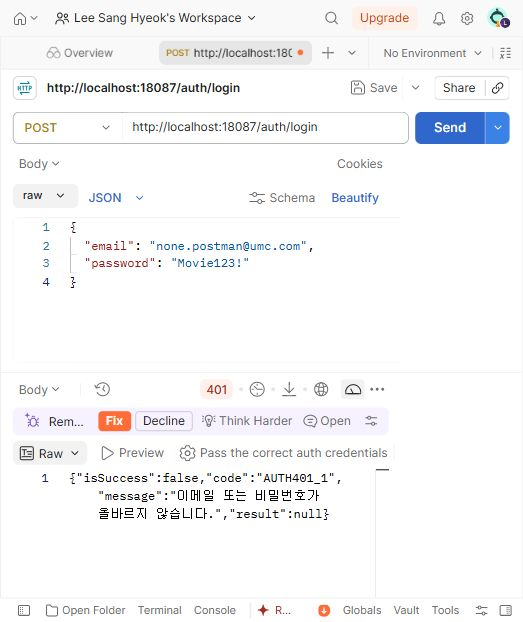 Lee Sang Hyeok's Workspace Upgrade L
Overview POST http://localhost:180 No Environment
HTTP http://localhost:18087/auth/login Save Share
POST http://localhost:18087/auth/login Send
Body Cookies
raw JSON Schema Beautify
1 {
2 "email": "none.postman@umc.com",
3 "password": "Movie123!"
4 }
Body 401
Rem... Fix Decline Think Harder Open
Raw Preview Pass the correct auth credentials
1 {"isSuccess":false,"code":"AUTH401_1",
"message":"이메일 또는 비밀번호가
올바르지 않습니다.","result":null}
Open Folder Terminal Console R... Globals Vault Tools